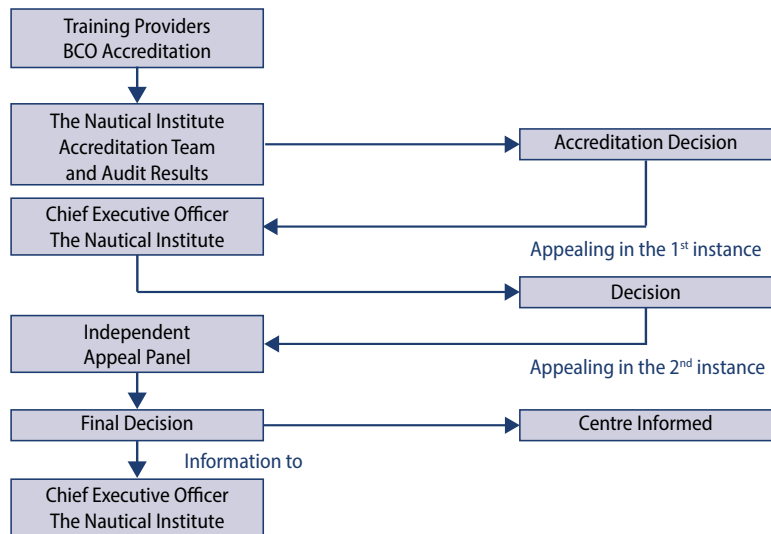 Training Providers
BCO Accreditation
The Nautical Institute
Accreditation Team
and Audit Results
Accreditation Decision
Chief Executive Officer
The Nautical Institute
Appealing in the 1st instance
Decision
Independent
Appeal Panel
Appealing in the 2nd instance
Final Decision
Centre Informed
Information to
Chief Executive Officer
The Nautical Institute